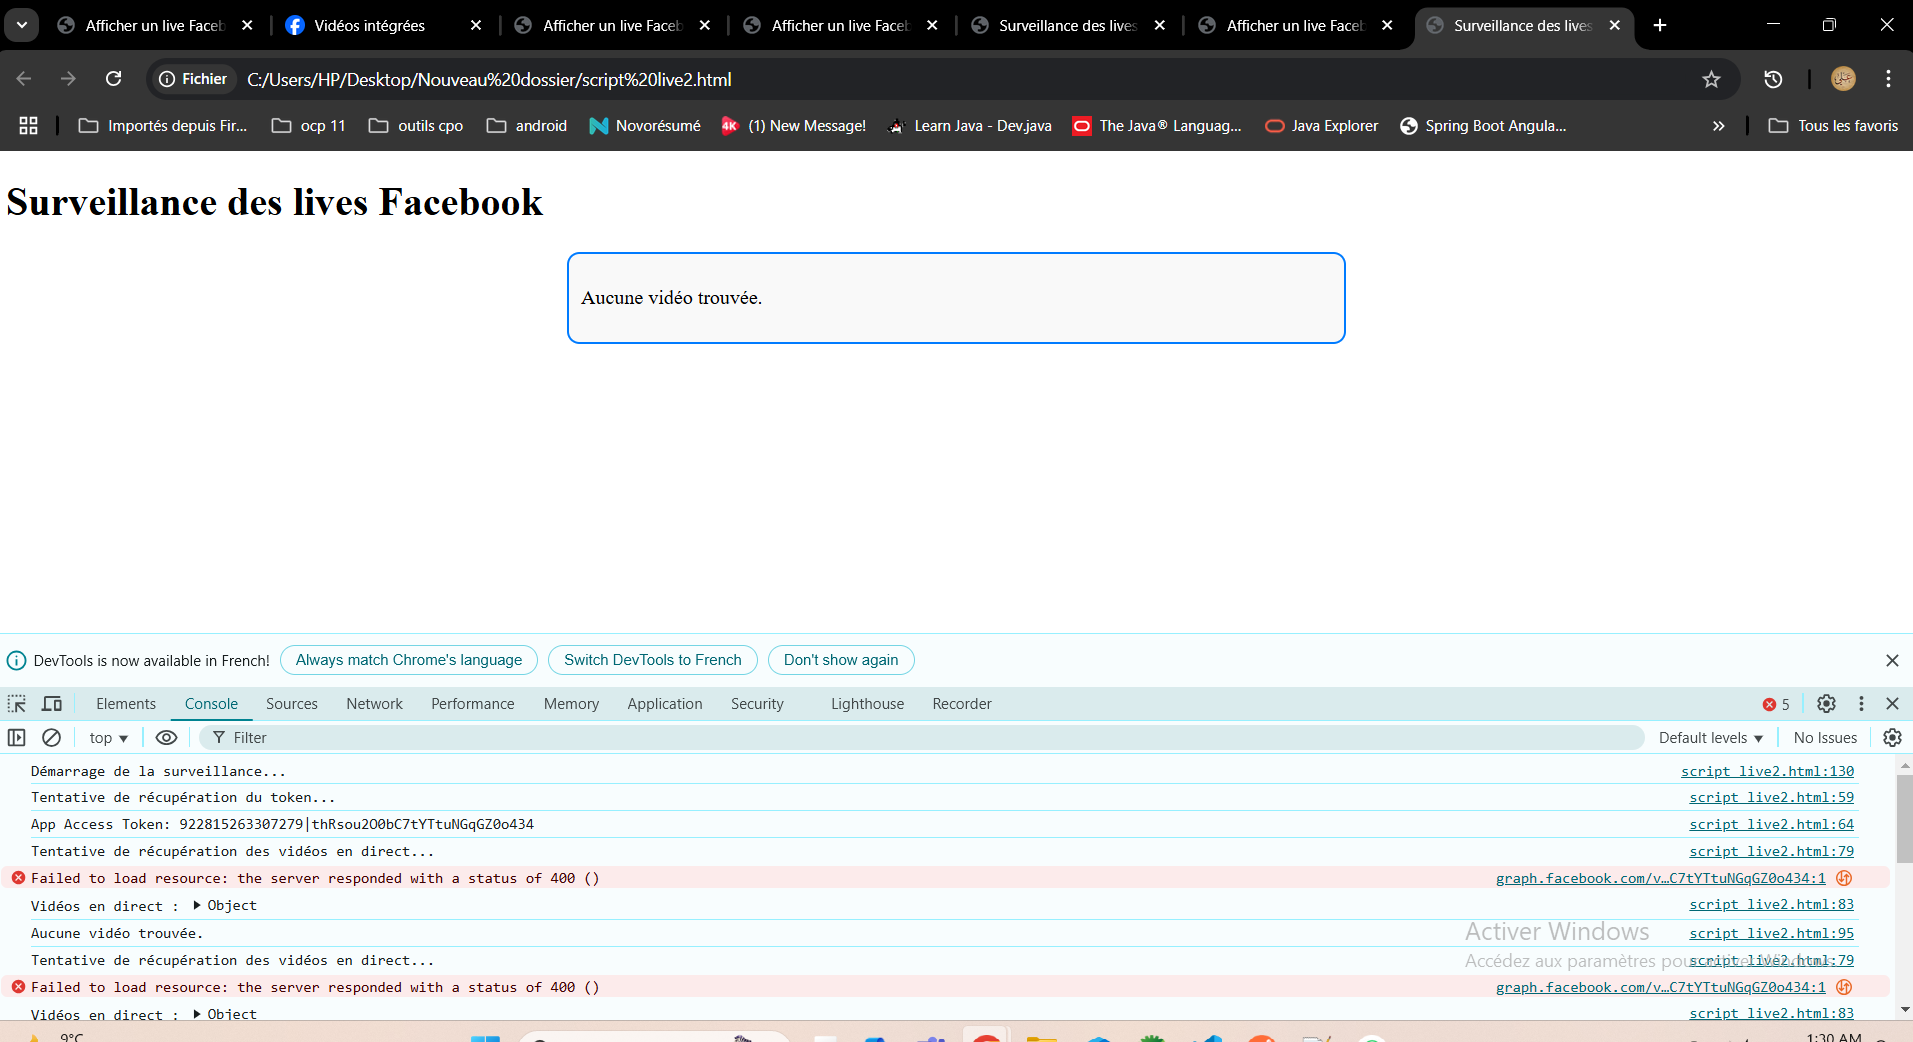 Afficher un live Faceb
Vidéos intégrées
Afficher un live Faceb
Afficher un live Faceb
Surveillance des lives
Afficher un live Faceb
Surveillance des lives
Fichier
C:/Users/HP/Desktop/Nouveau%20dossier/script%20live2.html
Importés depuis Fir...
ocp 11
outils cpo
android
Novorésumé
4K
(1) New Message!
Learn Java - Dev.java
The Java® Languag...
Java Explorer
Spring Boot Angula...
Tous les favoris
Surveillance des lives Facebook
Aucune vidéo trouvée.
DevTools is now available in French!
Always match Chrome's language
Switch DevTools to French
Don't show again
Elements
Console
Sources
Network
Performance
Memory
Application
Security
Lighthouse
Recorder
5
top
Filter
Default levels
No Issues
Démarrage de la surveillance... script live2.html:130
Tentative de récupération du token... script live2.html:59
App Access Token: 922815263307279|thRsou2O0bC7tYTtuNGqGZ0o434 script live2.html:64
Tentative de récupération des vidéos en direct... script live2.html:79
Failed to load resource: the server responded with a status of 400 () graph.facebook.com/v…C7tYTtuNGqGZ0o434:1
Vidéos en direct : Object script live2.html:83
Aucune vidéo trouvée. script live2.html:95
Tentative de récupération des vidéos en direct... script live2.html:79
Failed to load resource: the server responded with a status of 400 () graph.facebook.com/v…C7tYTtuNGqGZ0o434:1
Vidéos en direct : Object script live2.html:83
Activer Windows
Accédez aux paramètres pour activer Windows.
9°C
1:30 AM